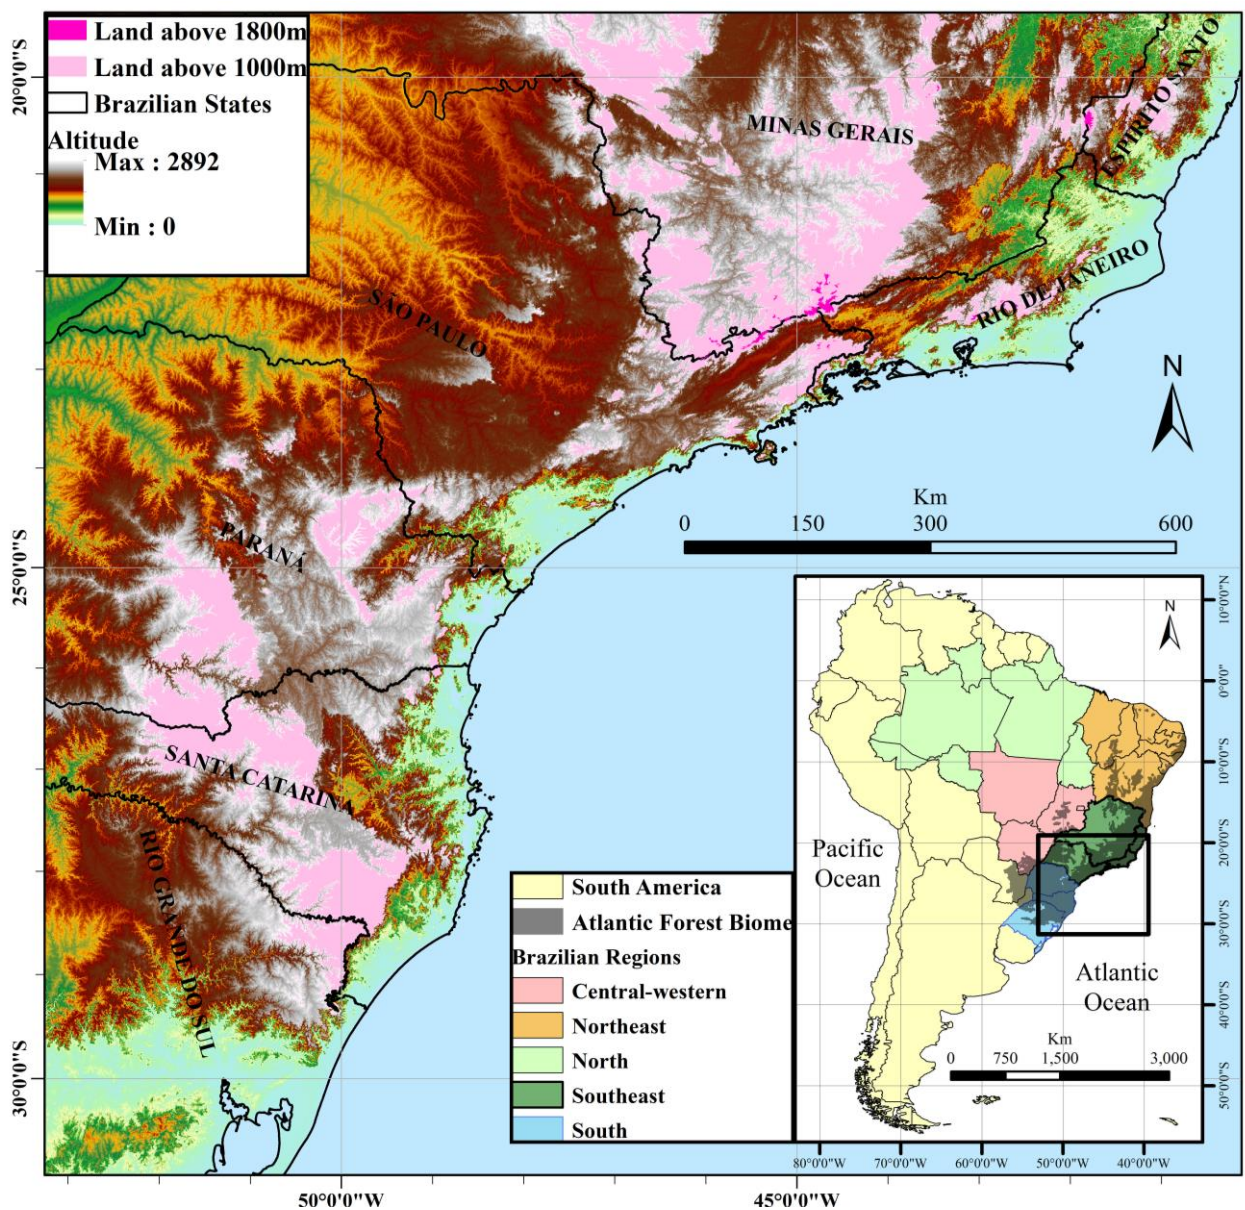 Land above 1800m
Land above 1000m
Brazilian States
Altitude
Max : 2892
Min : 0
20°0'0"S
25°0'0"S
30°0'0"S
50°0'0"W
45°0'0"W
MINAS GERAIS
ESPIRITO SANTO
RIO DE JANEIRO
SÃO PAULO
PARANÁ
SANTA CATARINA
RIO GRANDE DO SUL
N
Km
0 150 300 600
South America
Atlantic Forest Biome
Brazilian Regions
Central-western
Northeast
North
Southeast
South
N
Pacific
Ocean
Atlantic
Ocean
Km
0 750 1,500 3,000
10°0'0"N
0°0'0"
10°0'0"S
20°0'0"S
30°0'0"S
40°0'0"S
50°0'0"S
80°0'0"W 70°0'0"W 60°0'0"W 50°0'0"W 40°0'0"W